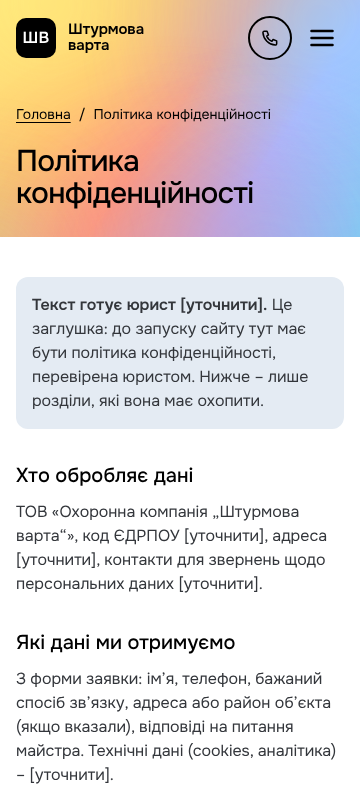 ШВ
Штурмова
варта
Головна / Політика конфіденційності
Політика
конфіденційності
Текст готує юрист [уточнити]. Це
заглушка: до запуску сайту тут має
бути політика конфіденційності,
перевірена юристом. Нижче – лише
розділи, які вона має охопити.
Хто обробляє дані
ТОВ «Охоронна компанія „Штурмова
варта“», код ЄДРПОУ [уточнити], адреса
[уточнити], контакти для звернень щодо
персональних даних [уточнити].
Які дані ми отримуємо
З форми заявки: ім’я, телефон, бажаний
спосіб зв’язку, адреса або район об’єкта
(якщо вказали), відповіді на питання
майстра. Технічні дані (cookies, аналітика)
– [уточнити].